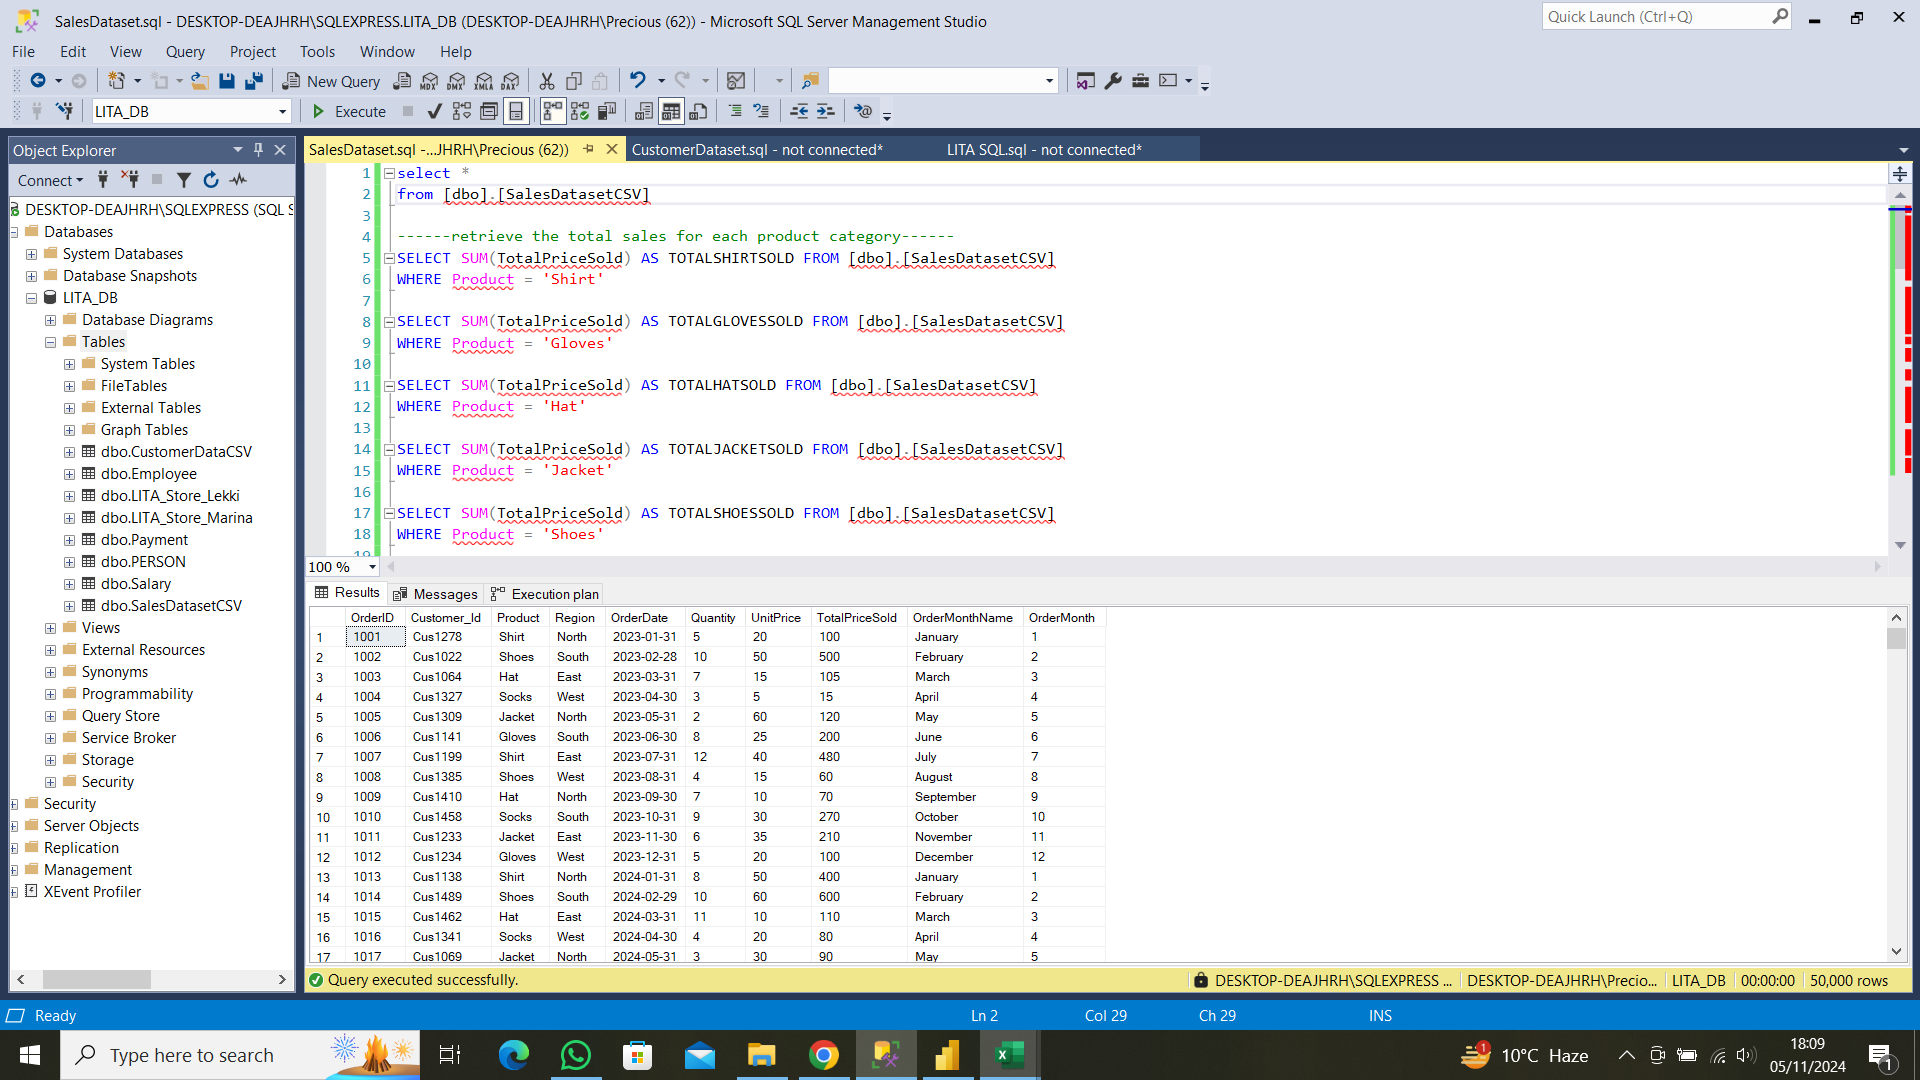 SalesDataset.sql - DESKTOP-DEAJHRH\SQLEXPRESS.LITA_DB (DESKTOP-DEAJHRH\Precious (62)) - Microsoft SQL Server Management Studio
Quick Launch (Ctrl+Q)
File Edit View Query Project Tools Window Help
New Query MDX DMX XMLA DAX
LITA_DB Execute
Object Explorer
SalesDataset.sql -...JHRH\Precious (62)) CustomerDataset.sql - not connected* LITA SQL.sql - not connected*
Connect
DESKTOP-DEAJHRH\SQLEXPRESS (SQL S
Databases
System Databases
Database Snapshots
LITA_DB
Database Diagrams
Tables
System Tables
FileTables
External Tables
Graph Tables
dbo.CustomerDataCSV
dbo.Employee
dbo.LITA_Store_Lekki
dbo.LITA_Store_Marina
dbo.Payment
dbo.PERSON
dbo.Salary
dbo.SalesDatasetCSV
Views
External Resources
Synonyms
Programmability
Query Store
Service Broker
Storage
Security
Security
Server Objects
Replication
Management
XEvent Profiler
1 select *
2 from [dbo].[SalesDatasetCSV]
3
4 ------retrieve the total sales for each product category------
5 SELECT SUM(TotalPriceSold) AS TOTALSHIRTSOLD FROM [dbo].[SalesDatasetCSV]
6 WHERE Product = 'Shirt'
7
8 SELECT SUM(TotalPriceSold) AS TOTALGLOVESSOLD FROM [dbo].[SalesDatasetCSV]
9 WHERE Product = 'Gloves'
10
11 SELECT SUM(TotalPriceSold) AS TOTALHATSOLD FROM [dbo].[SalesDatasetCSV]
12 WHERE Product = 'Hat'
13
14 SELECT SUM(TotalPriceSold) AS TOTALJACKETSOLD FROM [dbo].[SalesDatasetCSV]
15 WHERE Product = 'Jacket'
16
17 SELECT SUM(TotalPriceSold) AS TOTALSHOESSOLD FROM [dbo].[SalesDatasetCSV]
18 WHERE Product = 'Shoes'
19
100 %
Results Messages Execution plan
OrderID Customer_Id Product Region OrderDate Quantity UnitPrice TotalPriceSold OrderMonthName OrderMonth
1 1001 Cus1278 Shirt North 2023-01-31 5 20 100 January 1
2 1002 Cus1022 Shoes South 2023-02-28 10 50 500 February 2
3 1003 Cus1064 Hat East 2023-03-31 7 15 105 March 3
4 1004 Cus1327 Socks West 2023-04-30 3 5 15 April 4
5 1005 Cus1309 Jacket North 2023-05-31 2 60 120 May 5
6 1006 Cus1141 Gloves South 2023-06-30 8 25 200 June 6
7 1007 Cus1199 Shirt East 2023-07-31 12 40 480 July 7
8 1008 Cus1385 Shoes West 2023-08-31 4 15 60 August 8
9 1009 Cus1410 Hat North 2023-09-30 7 10 70 September 9
10 1010 Cus1458 Socks South 2023-10-31 9 30 270 October 10
11 1011 Cus1233 Jacket East 2023-11-30 6 35 210 November 11
12 1012 Cus1234 Gloves West 2023-12-31 5 20 100 December 12
13 1013 Cus1138 Shirt North 2024-01-31 8 50 400 January 1
14 1014 Cus1489 Shoes South 2024-02-29 10 60 600 February 2
15 1015 Cus1462 Hat East 2024-03-31 11 10 110 March 3
16 1016 Cus1341 Socks West 2024-04-30 4 20 80 April 4
17 1017 Cus1069 Jacket North 2024-05-31 3 30 90 May 5
Query executed successfully. DESKTOP-DEAJHRH\SQLEXPRESS ... DESKTOP-DEAJHRH\Precio... LITA_DB 00:00:00 50,000 rows
Ready Ln 2 Col 29 Ch 29 INS
Type here to search 1 10°C Haze 18:09
05/11/2024 1